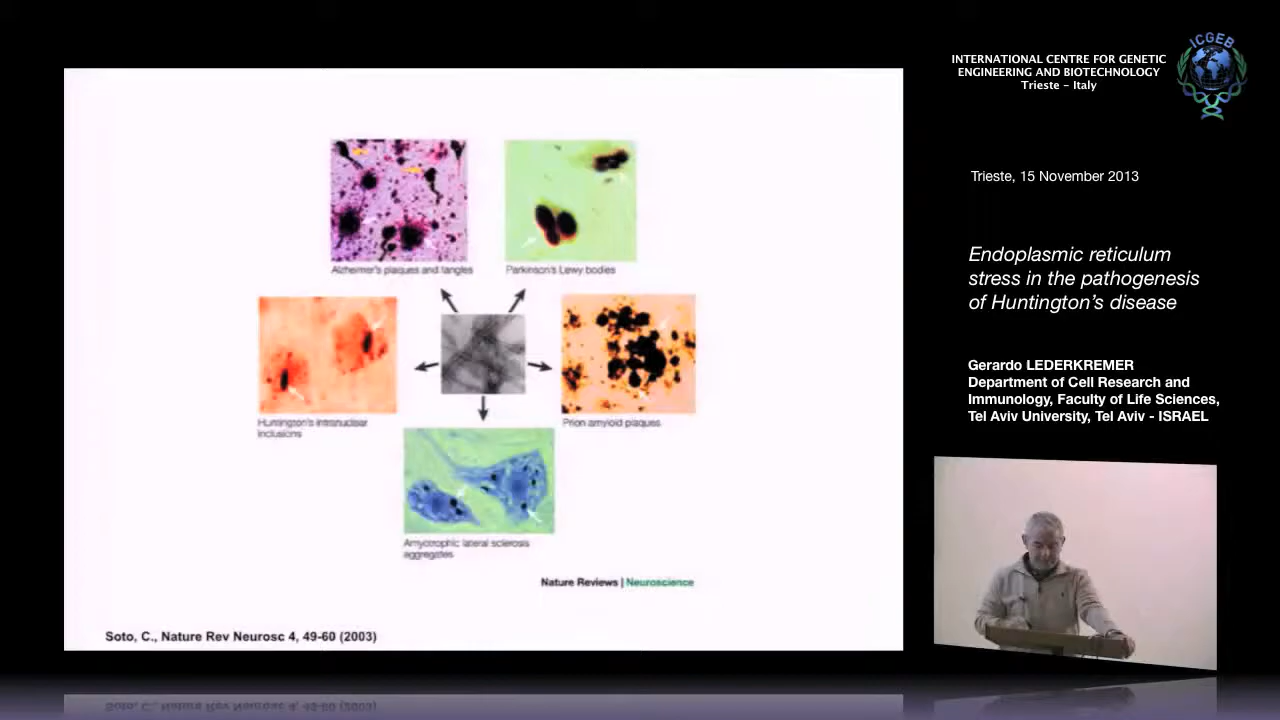 INTERNATIONAL CENTRE FOR GENETIC
ENGINEERING AND BIOTECHNOLOGY
Trieste - Italy
ICGEB
Trieste, 15 November 2013
Endoplasmic reticulum
stress in the pathogenesis
of Huntington's disease
Gerardo LEDERKREMER
Department of Cell Research and
Immunology, Faculty of Life Sciences,
Tel Aviv University, Tel Aviv - ISRAEL
Alzheimer's plaques and tangles
Parkinson's Lewy bodies
Huntington's intranuclear
inclusions
Prion amyloid plaques
Amyotrophic lateral sclerosis
aggregates
Nature Reviews | Neuroscience
Soto, C., Nature Rev Neurosc 4, 49-60 (2003)